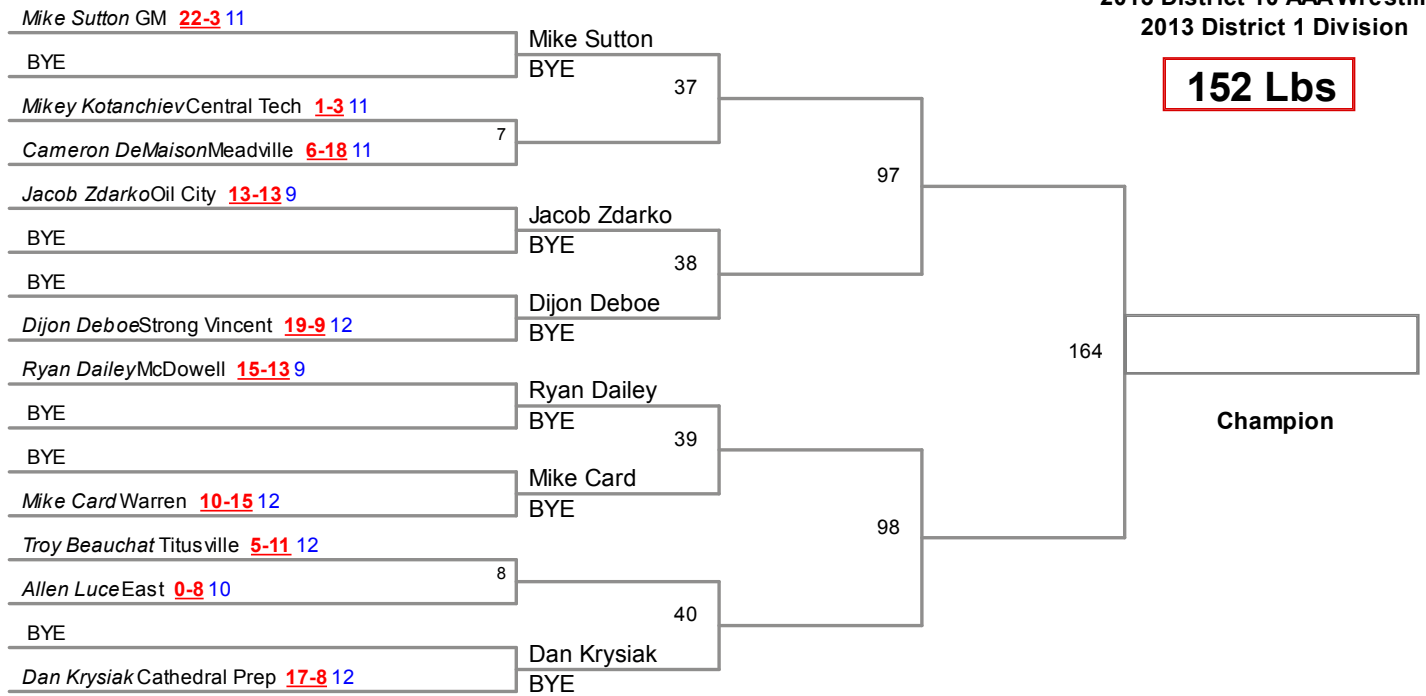 2013 District 10 AAA Wrestlin
2013 District 1 Division
152 Lbs
Mike Sutton GM 22-3 11
BYE
Mikey Kotanchiev Central Tech 1-3 11
Cameron DeMaison Meadville 6-18 11
Jacob Zdarko Oil City 13-13 9
BYE
BYE
Dijon Deboe Strong Vincent 19-9 12
Ryan Dailey McDowell 15-13 9
BYE
BYE
Mike Card Warren 10-15 12
Troy Beauchat Titusville 5-11 12
Allen Luce East 0-8 10
BYE
Dan Krysiak Cathedral Prep 17-8 12
Mike Sutton
BYE
7
Jacob Zdarko
BYE
Dijon Deboe
BYE
Ryan Dailey
BYE
Mike Card
BYE
8
Dan Krysiak
BYE
37
38
39
40
97
98
164
Champion